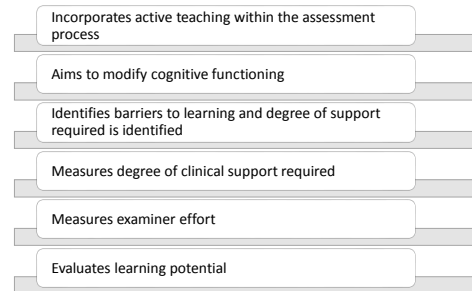 Incorporates active teaching within the assessment
process
Aims to modify cognitive functioning
Identifies barriers to learning and degree of support
required is identified
Measures degree of clinical support required
Measures examiner effort
Evaluates learning potential